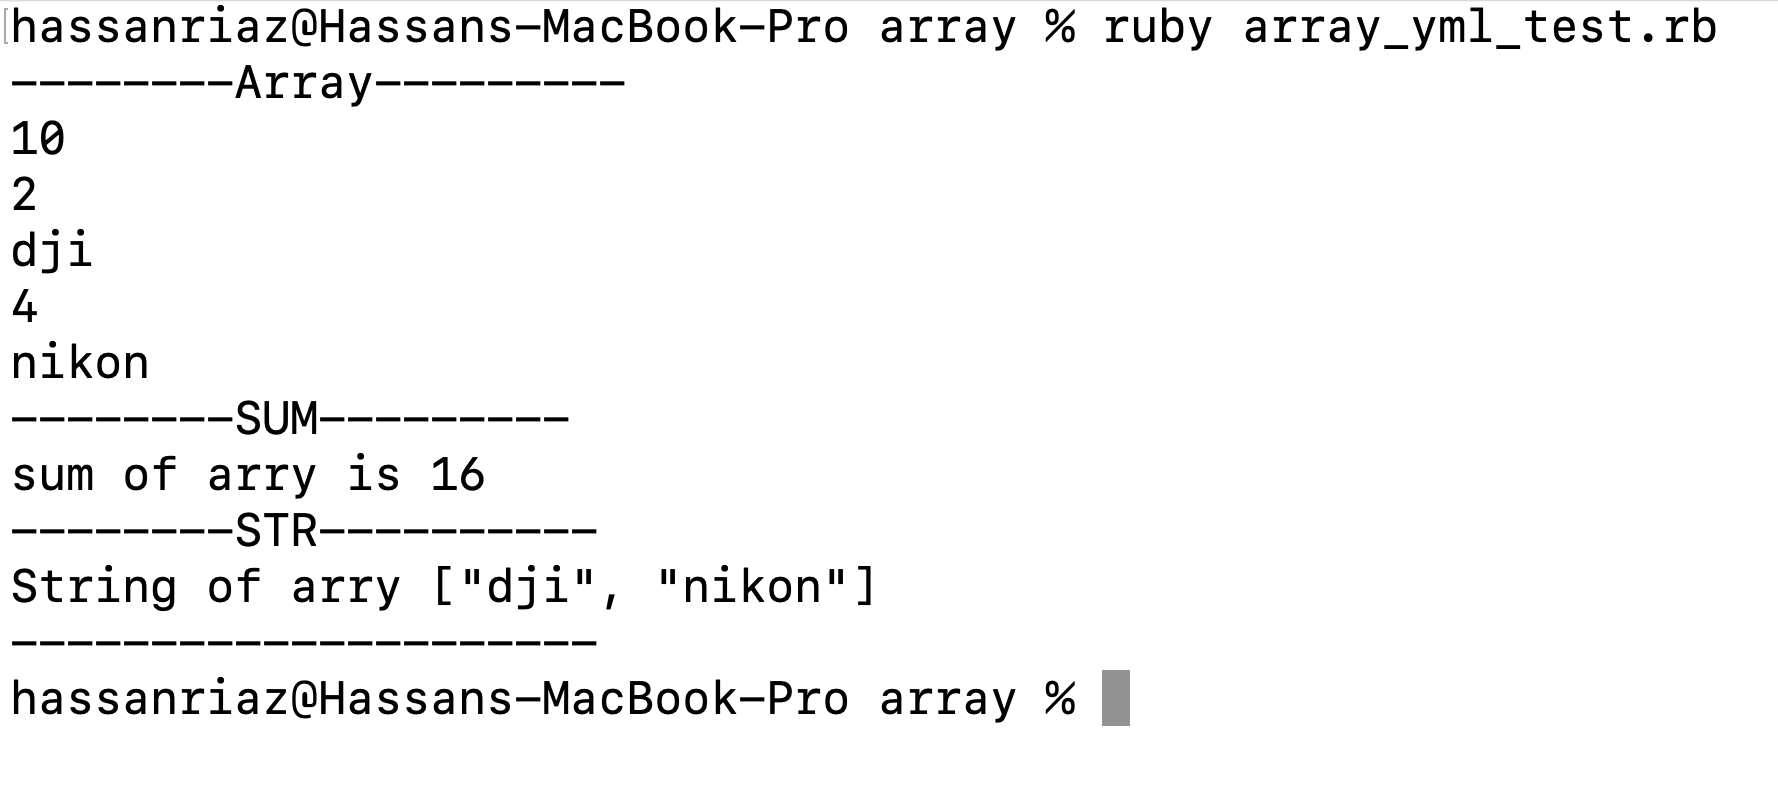 hassanriaz@Hassans-MacBook-Pro array % ruby array_yml_test.rb
--------Array---------
10
2
dji
4
nikon
--------SUM---------
sum of arry is 16
--------STR----------
String of arry ["dji", "nikon"]
---------------------
hassanriaz@Hassans-MacBook-Pro array %